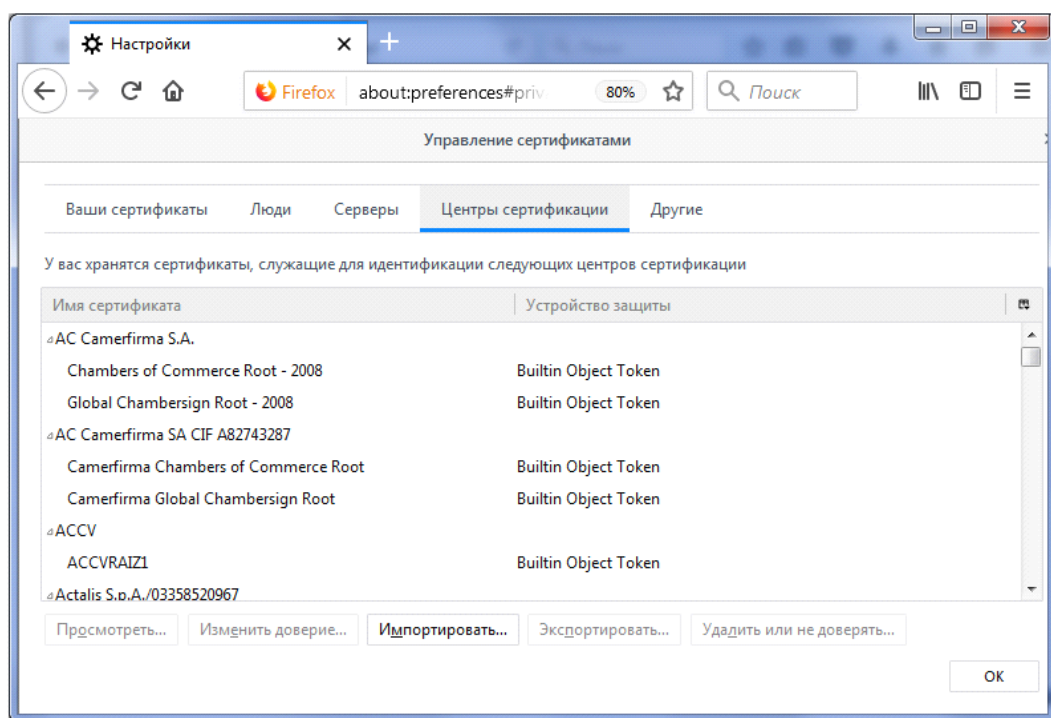 Настройки
Firefox about:preferences#priv 80% Поиск
Управление сертификатами
Ваши сертификаты Люди Серверы Центры сертификации Другие
У вас хранятся сертификаты, служащие для идентификации следующих центров сертификации
Имя сертификата Устройство защиты
AC Camerfirma S.A.
Chambers of Commerce Root - 2008 Builtin Object Token
Global Chambersign Root - 2008 Builtin Object Token
AC Camerfirma SA CIF A82743287
Camerfirma Chambers of Commerce Root Builtin Object Token
Camerfirma Global Chambersign Root Builtin Object Token
ACCV
ACCVRAIZ1 Builtin Object Token
Actalis S.p.A./03358520967
Просмотреть... Изменить доверие... Импортировать... Экспортировать... Удалить или не доверять...
ОК